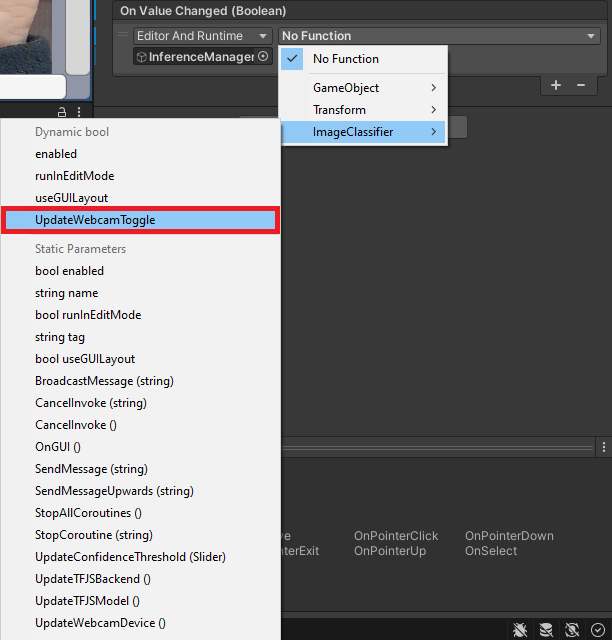 On Value Changed (Boolean)
Editor And Runtime
No Function
InferenceManager
No Function
GameObject
Transform
ImageClassifier
Dynamic bool
enabled
runInEditMode
useGUILayout
UpdateWebcamToggle
Static Parameters
bool enabled
string name
bool runInEditMode
string tag
bool useGUILayout
BroadcastMessage (string)
CancelInvoke (string)
CancelInvoke ()
OnGUI ()
SendMessage (string)
SendMessageUpwards (string)
StopAllCoroutines ()
StopCoroutine (string)
UpdateConfidenceThreshold (Slider)
UpdateTFJSBackend ()
UpdateTFJSModel ()
UpdateWebcamDevice ()
OnPointerClick
OnPointerDown
OnPointerUp
OnSelect